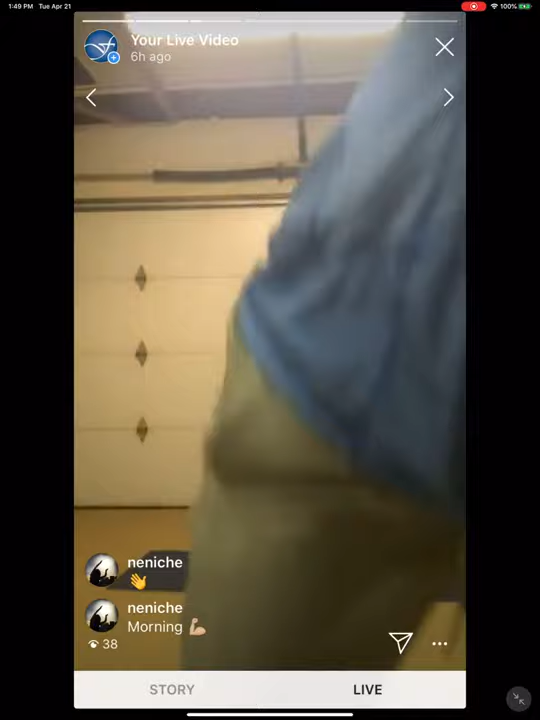 1:49 PM Tue Apr 21
100%
Your Live Video
6h ago
neniche
👋
neniche
Morning 💪🏼
38
STORY
LIVE